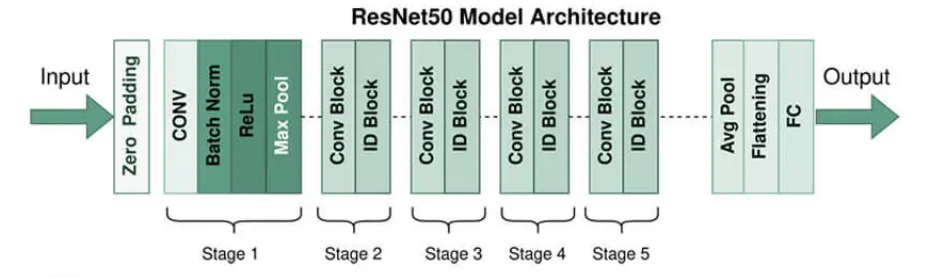 ResNet50 Model Architecture
Input
Zero Padding
CONV
Batch Norm
ReLu
Max Pool
Conv Block
ID Block
Conv Block
ID Block
Conv Block
ID Block
Conv Block
ID Block
Avg Pool
Flattening
FC
Output
Stage 1
Stage 2
Stage 3
Stage 4
Stage 5